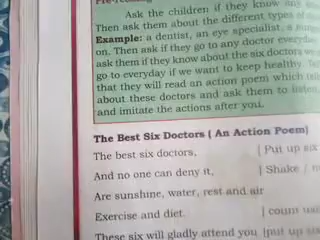 Pre-reading
Ask the children if they know any
Then ask them about the different types of
Example: a dentist, an eye specialist, a
on. Then ask if they go to any doctor everyday
ask them if they know about the six doctors we
go to everyday if we want to keep healthy.
that they will read an action poem which
about these doctors and ask them to listen
and imitate the actions after you.
The Best Six Doctors ( An Action Poem)
The best six doctors, [ Put up six
And no one can deny it, [ Shake /
Are sunshine, water, rest and air
Exercise and diet. [ count
These six will gladly attend you [put up